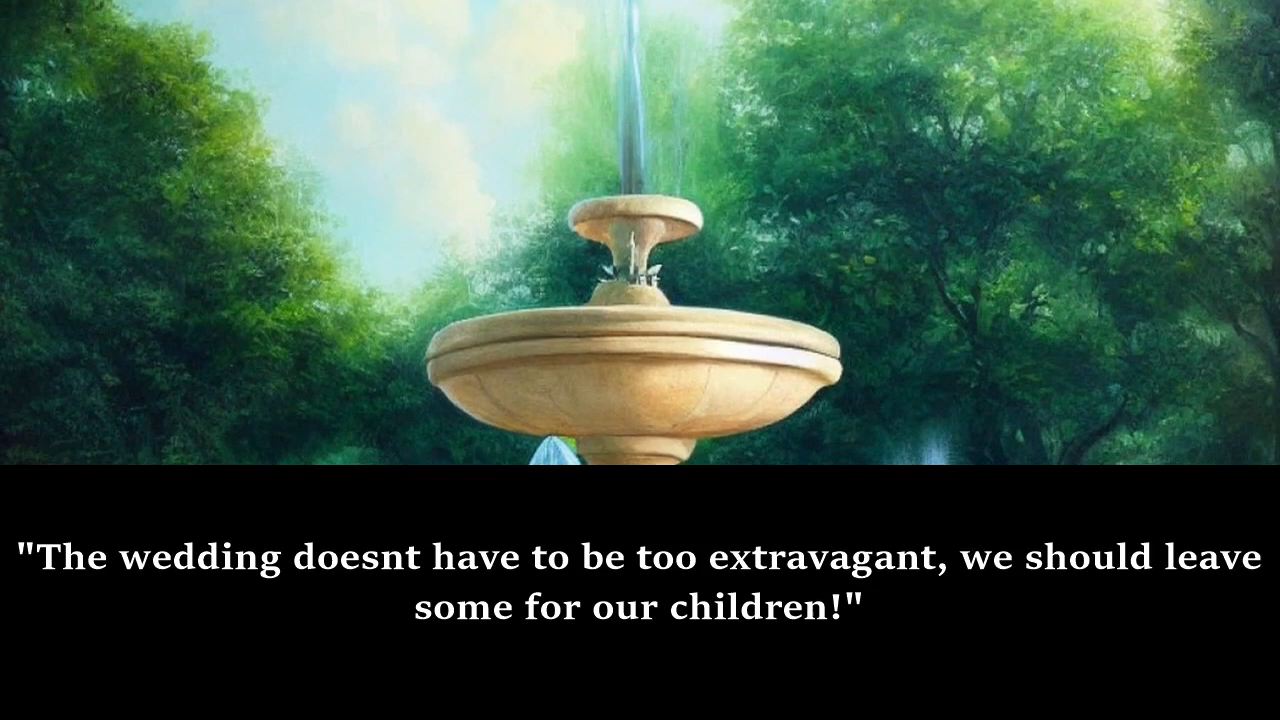 "The wedding doesnt have to be too extravagant, we should leave
some for our children!"